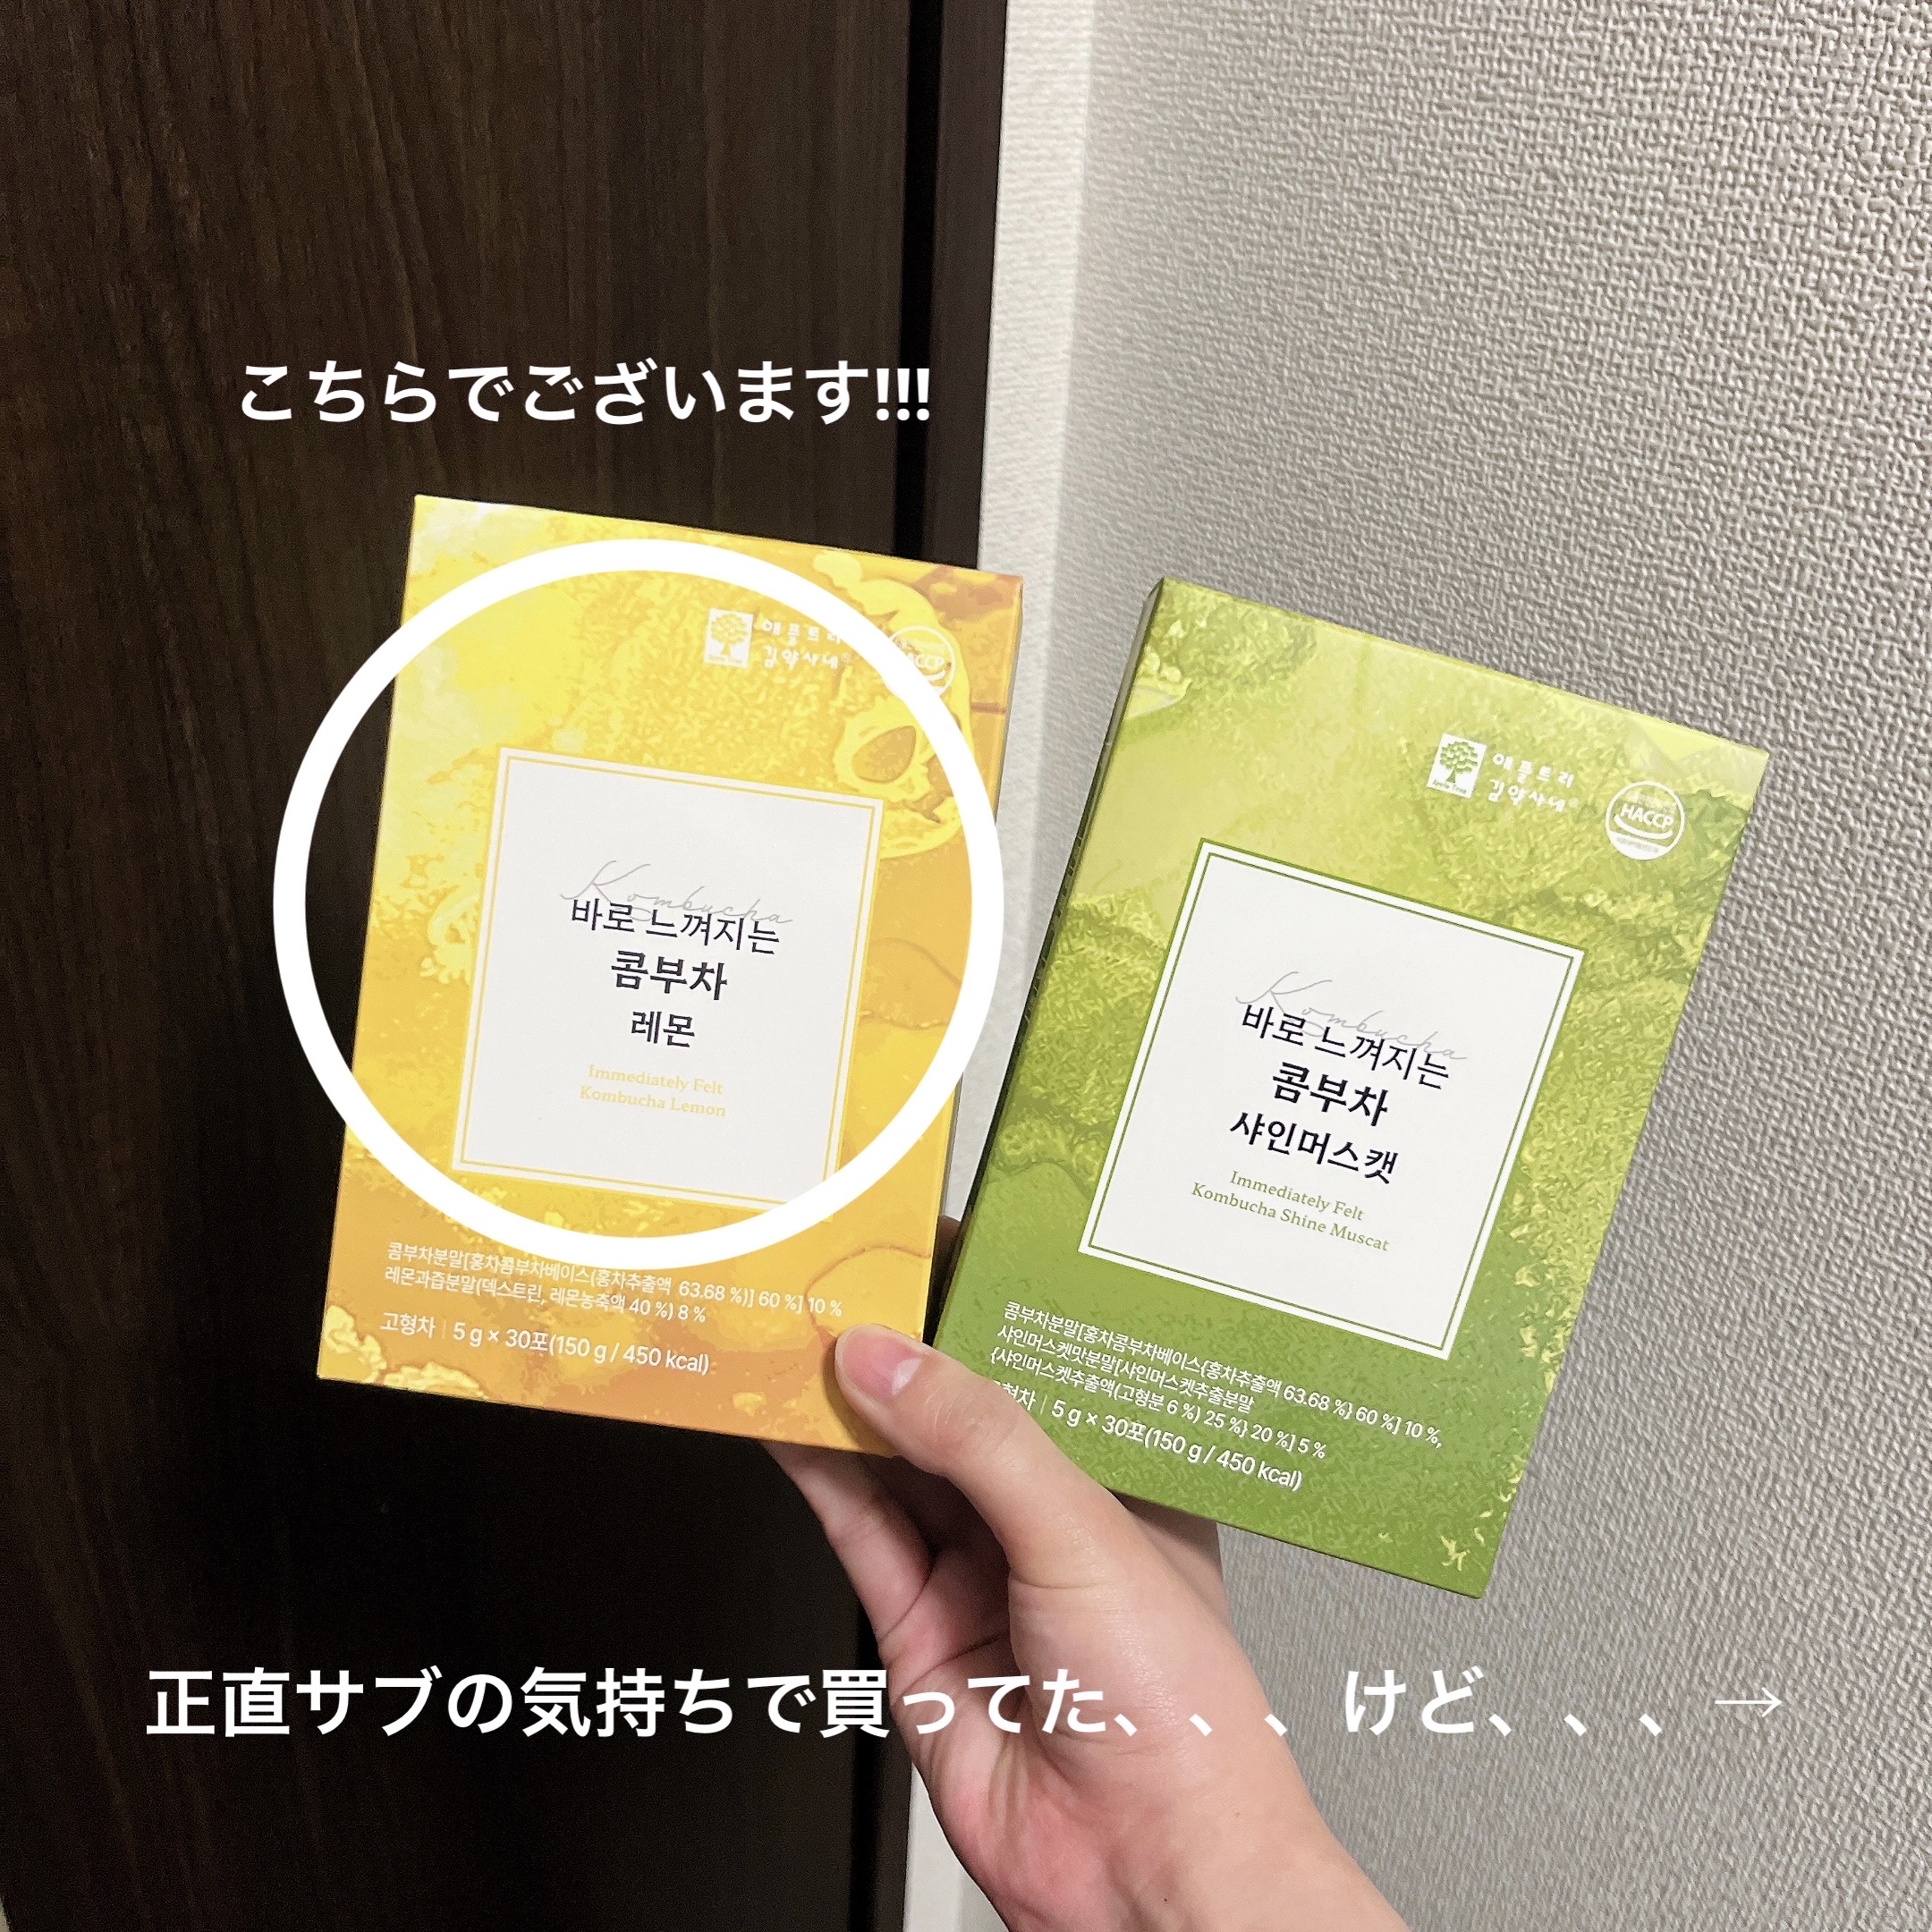 こちらでございます!!!
애플트리
김약사네®
HACCP
Kombucha
바로 느껴지는
콤부차
레몬
Immediately Felt
Kombucha Lemon
콤부차분말[홍차콤부차베이스{홍차추출액 63.68 %}] 60 %] 10 %
레몬과즙분말(덱스트린, 레몬농축액 40 %) 8 %
고형차 | 5 g × 30포(150 g / 450 kcal)
Apple Tree
애플트리
김약사네®
HACCP
Kombucha
바로 느껴지는
콤부차
샤인머스캣
Immediately Felt
Kombucha Shine Muscat
콤부차분말[홍차콤부차베이스{홍차추출액 63.68 %} 60 %] 10 %,
샤인머스켓맛분말[샤인머스켓추출분말
{샤인머스켓추출액(고형분 6 %) 25 %} 20 %] 5 %
고형차 | 5 g × 30포(150 g / 450 kcal)
正直サブの気持ちで買ってた、、、けど、、、→